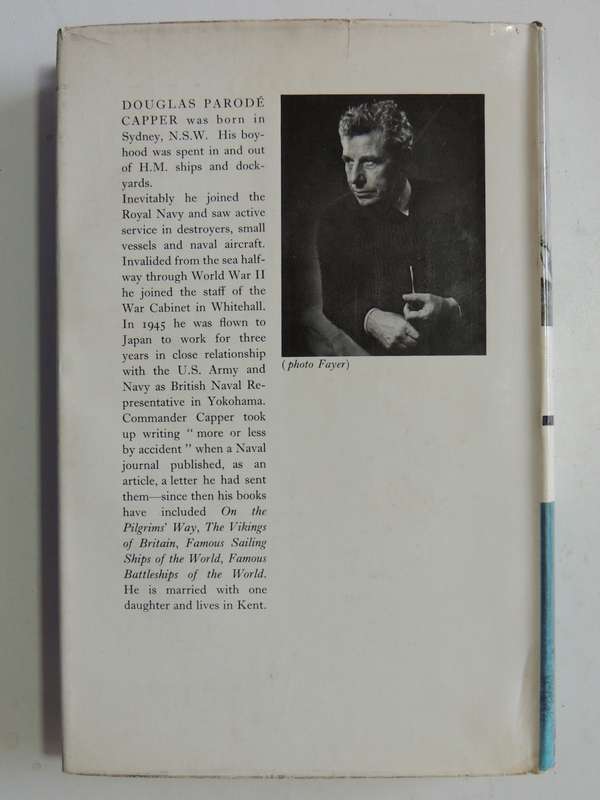 DOUGLAS PARODÉ
CAPPER was born in
Sydney, N.S.W. His boy-
hood was spent in and out
of H.M. ships and dock-
yards.
Inevitably he joined the
Royal Navy and saw active
service in destroyers, small
vessels and naval aircraft.
Invalided from the sea half-
way through World War II
he joined the staff of the
War Cabinet in Whitehall.
In 1945 he was flown to
Japan to work for three
years in close relationship
with the U.S. Army and
Navy as British Naval Re-
presentative in Yokohama.
Commander Capper took
up writing “more or less
by accident” when a Naval
journal published, as an
article, a letter he had sent
them—since then his books
have included On the
Pilgrims' Way, The Vikings
of Britain, Famous Sailing
Ships of the World, Famous
Battleships of the World.
He is married with one
daughter and lives in Kent.
(photo Fayer)